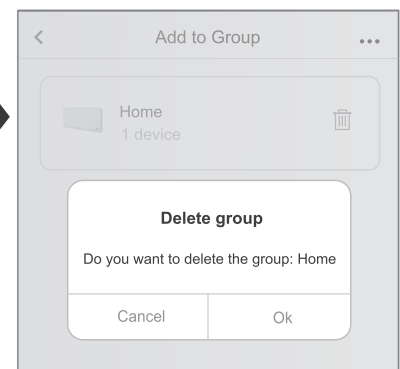 Add to Group
Home
1 device
Delete group
Do you want to delete the group: Home
Cancel Ok